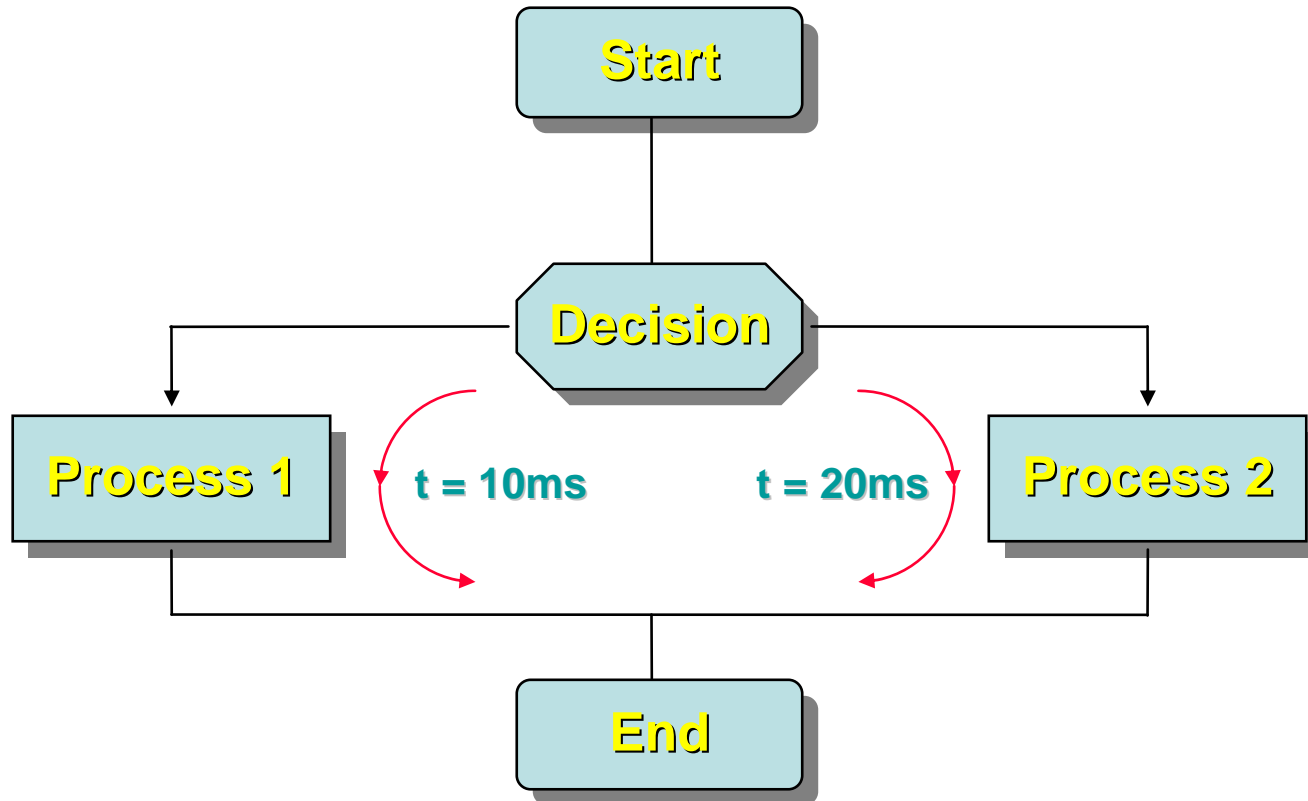 Start
Decision
Process 1
t = 10ms
t = 20ms
Process 2
End